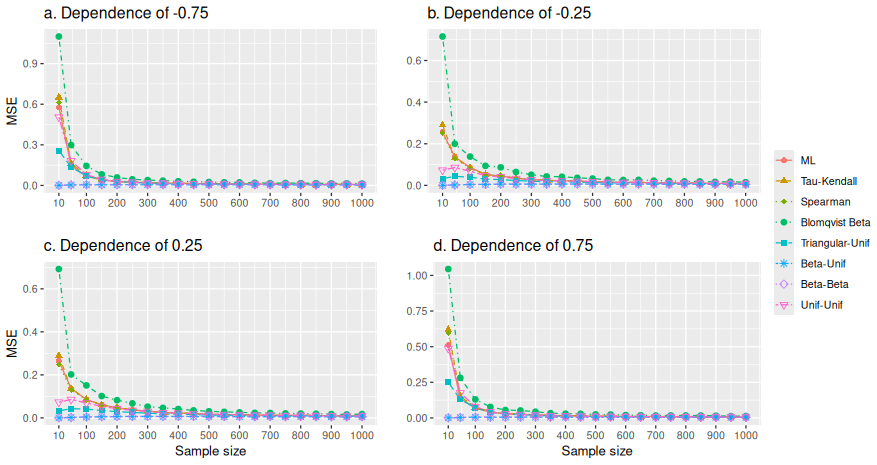 a. Dependence of -0.75
MSE
0.9
0.6
0.3
0.0
10 100 200 300 400 500 600 700 800 900 1000
b. Dependence of -0.25
0.6
0.4
0.2
0.0
10 100 200 300 400 500 600 700 800 900 1000
c. Dependence of 0.25
MSE
0.6
0.4
0.2
0.0
10 100 200 300 400 500 600 700 800 900 1000
Sample size
d. Dependence of 0.75
1.00
0.75
0.50
0.25
0.00
10 100 200 300 400 500 600 700 800 900 1000
Sample size
ML
Tau-Kendall
Spearman
Blomqvist Beta
Triangular-Unif
Beta-Unif
Beta-Beta
Unif-Unif